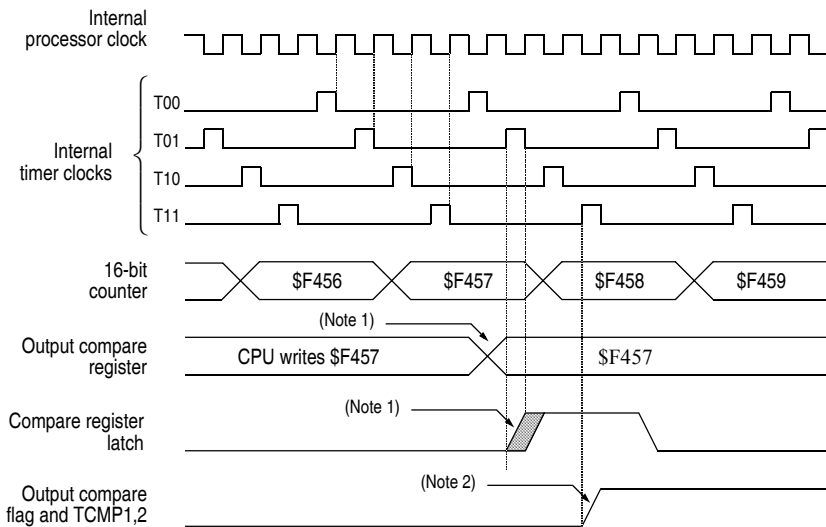 Internal
processor clock
T00
T01
Internal
timer clocks
T10
T11
16-bit
counter
$F456
$F457
$F458
$F459
(Note 1)
Output compare
register
CPU writes $F457
$F457
(Note 1)
Compare register
latch
(Note 2)
Output compare
flag and TCMP1,2